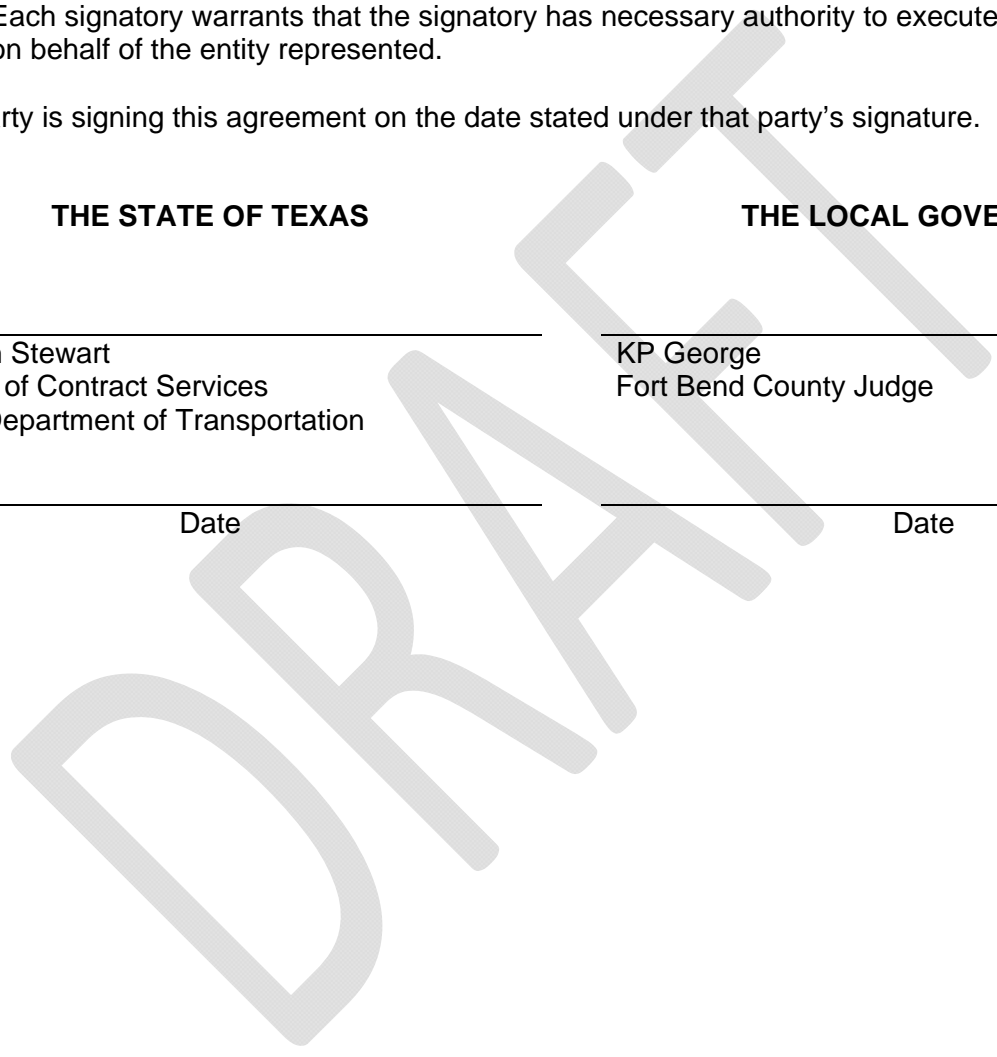 Each signatory warrants that the signatory has necessary authority to execute
on behalf of the entity represented.
rty is signing this agreement on the date stated under that party’s signature.
THE STATE OF TEXAS THE LOCAL GOVE
Stewart KP George
of Contract Services Fort Bend County Judge
Department of Transportation
Date Date
DRAFT